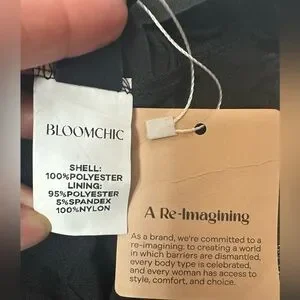 BLOOMCHIC
SHELL:
100%POLYESTER
LINING:
95%POLYESTER
5%SPANDEX
100%NYLON
A Re-Imagining
As a brand, we're committed to a
re-imagining: to creating a world
in which barriers are dismantled,
every body type is celebrated,
and every woman has access to
style, comfort, and choice.